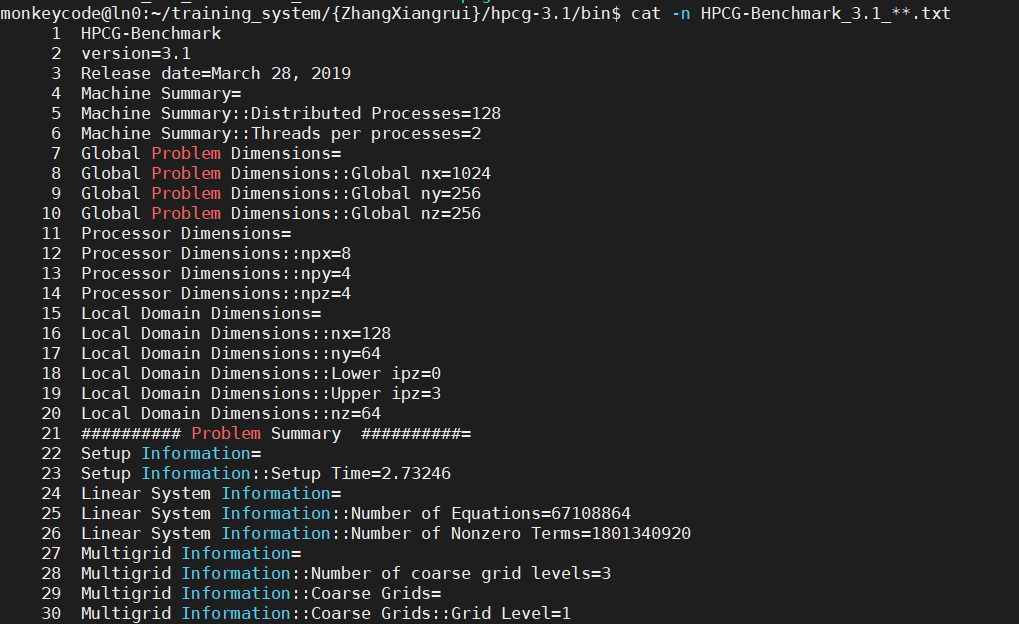 monkeycode@ln0:~/training_system/{ZhangXiangrui}/hpcg-3.1/bin$ cat -n HPCG-Benchmark_3.1_**.txt
1 HPCG-Benchmark
2 version=3.1
3 Release date=March 28, 2019
4 Machine Summary=
5 Machine Summary::Distributed Processes=128
6 Machine Summary::Threads per processes=2
7 Global Problem Dimensions=
8 Global Problem Dimensions::Global nx=1024
9 Global Problem Dimensions::Global ny=256
10 Global Problem Dimensions::Global nz=256
11 Processor Dimensions=
12 Processor Dimensions::npx=8
13 Processor Dimensions::npy=4
14 Processor Dimensions::npz=4
15 Local Domain Dimensions=
16 Local Domain Dimensions::nx=128
17 Local Domain Dimensions::ny=64
18 Local Domain Dimensions::Lower ipz=0
19 Local Domain Dimensions::Upper ipz=3
20 Local Domain Dimensions::nz=64
21 ########## Problem Summary  ##########=
22 Setup Information=
23 Setup Information::Setup Time=2.73246
24 Linear System Information=
25 Linear System Information::Number of Equations=67108864
26 Linear System Information::Number of Nonzero Terms=1801340920
27 Multigrid Information=
28 Multigrid Information::Number of coarse grid levels=3
29 Multigrid Information::Coarse Grids=
30 Multigrid Information::Coarse Grids::Grid Level=1